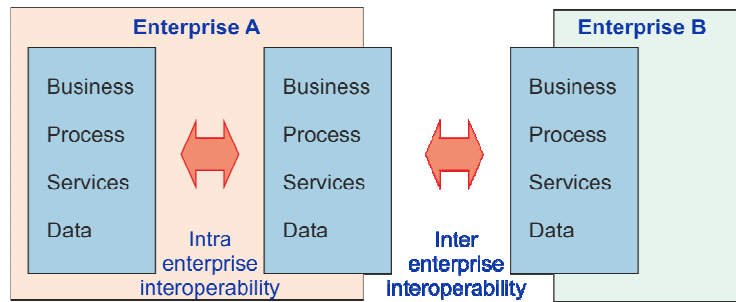 Enterprise A
Enterprise B
Business
Process
Services
Data
Intra
enterprise
interoperability
Business
Process
Services
Data
Inter
enterprise
interoperability
Business
Process
Services
Data